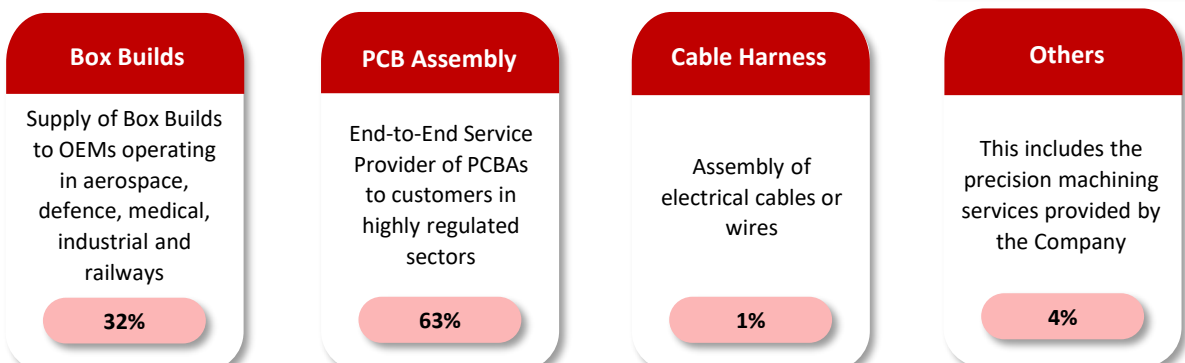 Box Builds
Supply of Box Builds
to OEMs operating
in aerospace,
defence, medical,
industrial and
railways
32%
PCB Assembly
End-to-End Service
Provider of PCBAs
to customers in
highly regulated
sectors
63%
Cable Harness
Assembly of
electrical cables or
wires
1%
Others
This includes the
precision machining
services provided by
the Company
4%